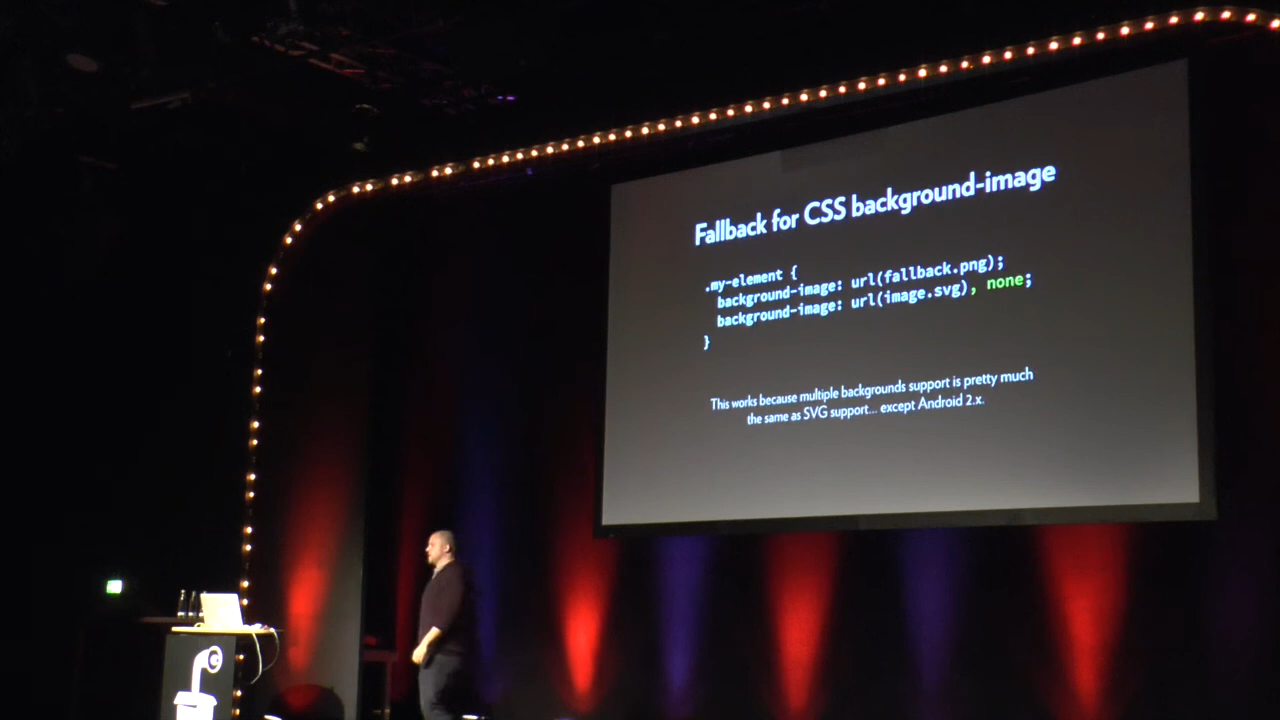 Fallback for CSS background-image
.my-element {
background-image: url(fallback.png);
background-image: url(image.svg), none;
}
This works because multiple backgrounds support is pretty much
the same as SVG support... except Android 2.x.